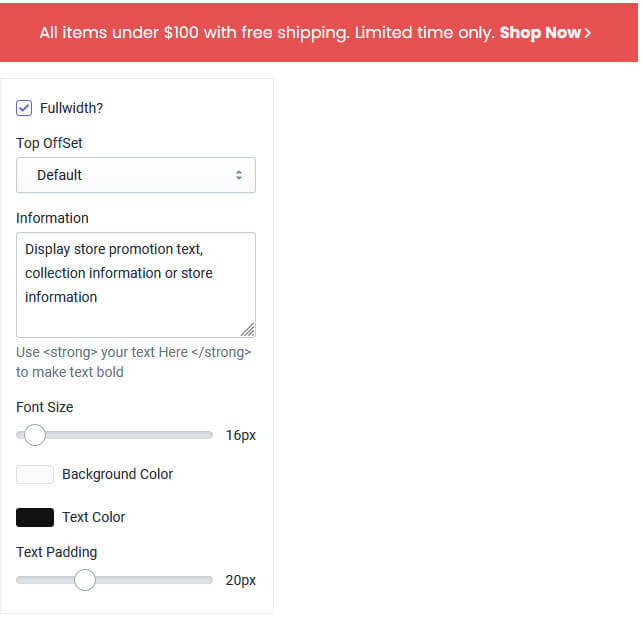 All items under $100 with free shipping. Limited time only. Shop Now
Fullwidth?
Top OffSet
Default
Information
Display store promotion text,
collection information or store
information
Use <strong> your text Here </strong>
to make text bold
Font Size
16px
Background Color
Text Color
Text Padding
20px